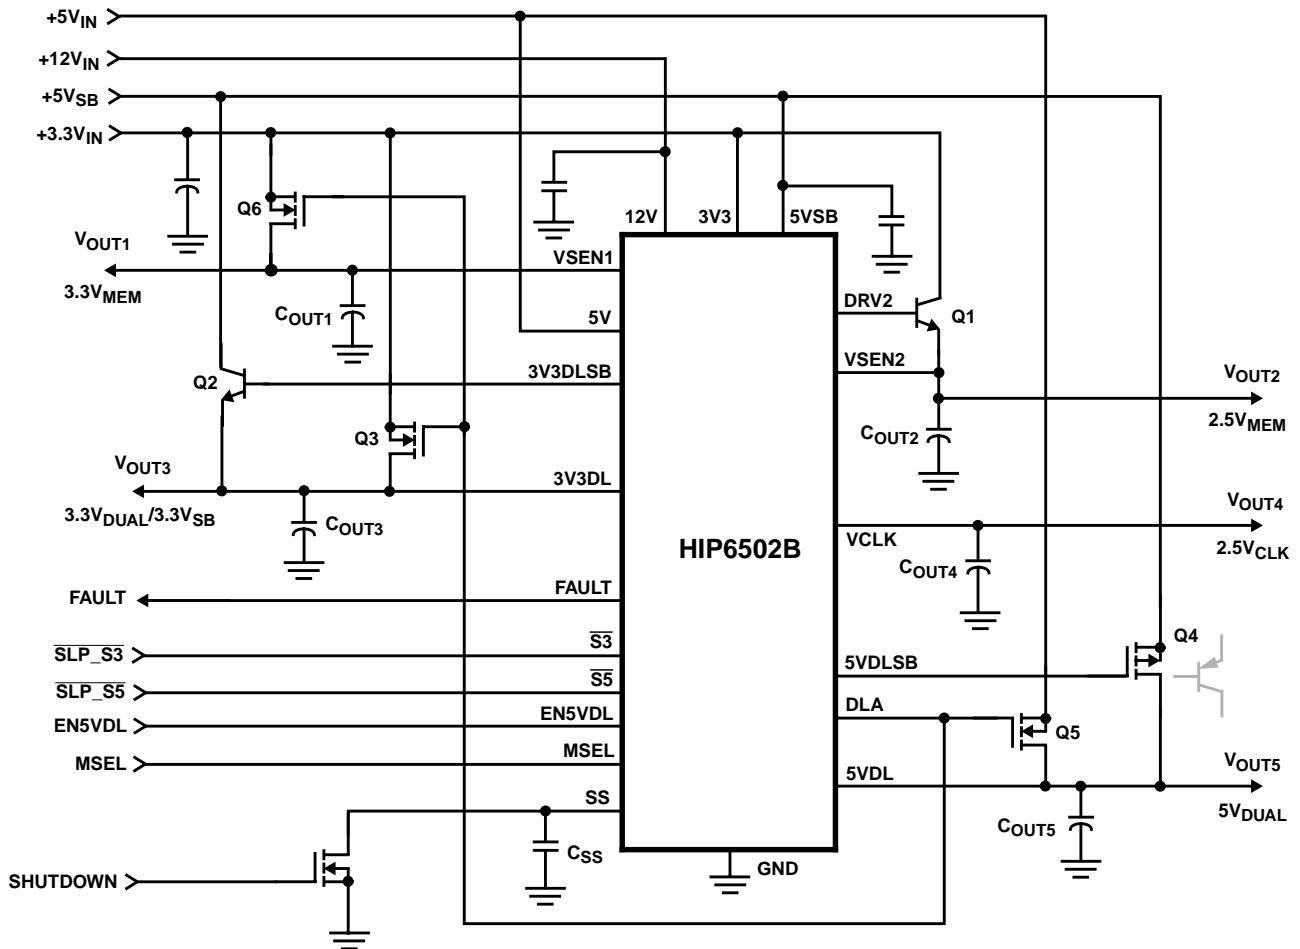 +5VIN
+12VIN
+5VSB
+3.3VIN
Q6
12V
3V3
5VSB
VOUT1
VSEN1
3.3VMEM
COUT1
5V
DRV2
Q1
Q2
3V3DLSB
VSEN2
VOUT2
Q3
COUT2
2.5VMEM
VOUT3
3V3DL
3.3VDUAL/3.3VSB
COUT3
HIP6502B
VCLK
VOUT4
COUT4
2.5VCLK
FAULT
FAULT
SLP_S3
S3
Q4
SLP_S5
S5
5VDLSB
EN5VDL
EN5VDL
DLA
Q5
MSEL
MSEL
5VDL
VOUT5
SS
COUT5
5VDUAL
CSS
GND
SHUTDOWN